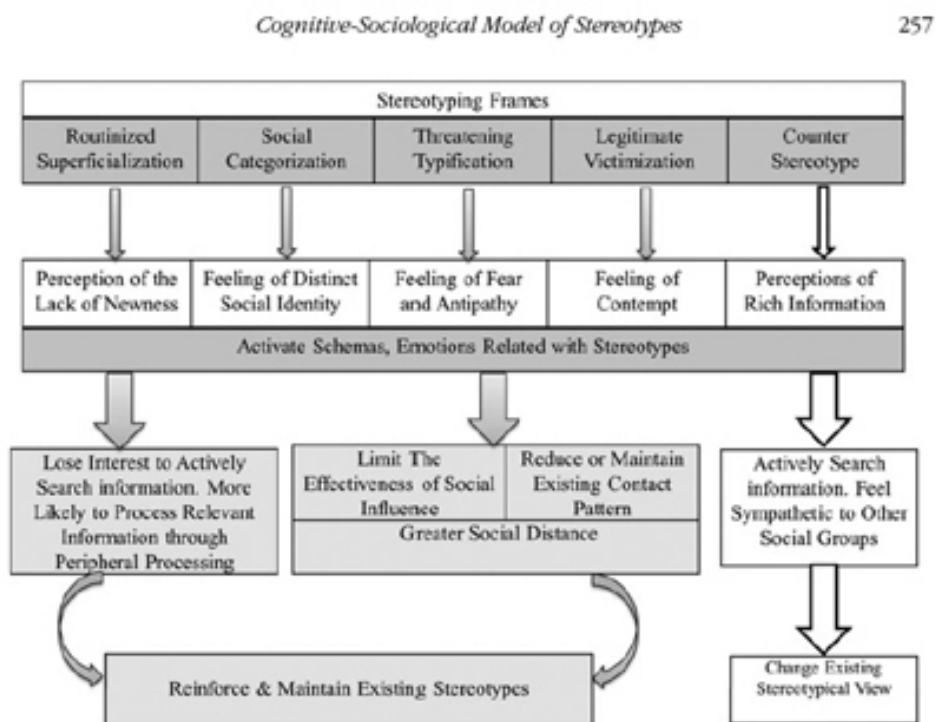 Cognitive-Sociological Model of Stereotypes 257
Stereotyping Frames
Routinized
Superficialization
Social
Categorization
Threatening
Typification
Legitimate
Victimization
Counter
Stereotype
Perception of the
Lack of Newness
Feeling of Distinct
Social Identity
Feeling of Fear
and Antipathy
Feeling of
Contempt
Perceptions of
Rich Information
Activate Schemas, Emotions Related with Stereotypes
Lose Interest to Actively
Search information. More
Likely to Process Relevant
Information through
Peripheral Processing
Limit The
Effectiveness of Social
Influence
Reduce or Maintain
Existing Contact
Pattern
Greater Social Distance
Actively Search
information. Feel
Sympathetic to Other
Social Groups
Reinforce & Maintain Existing Stereotypes
Change Existing
Stereotypical View